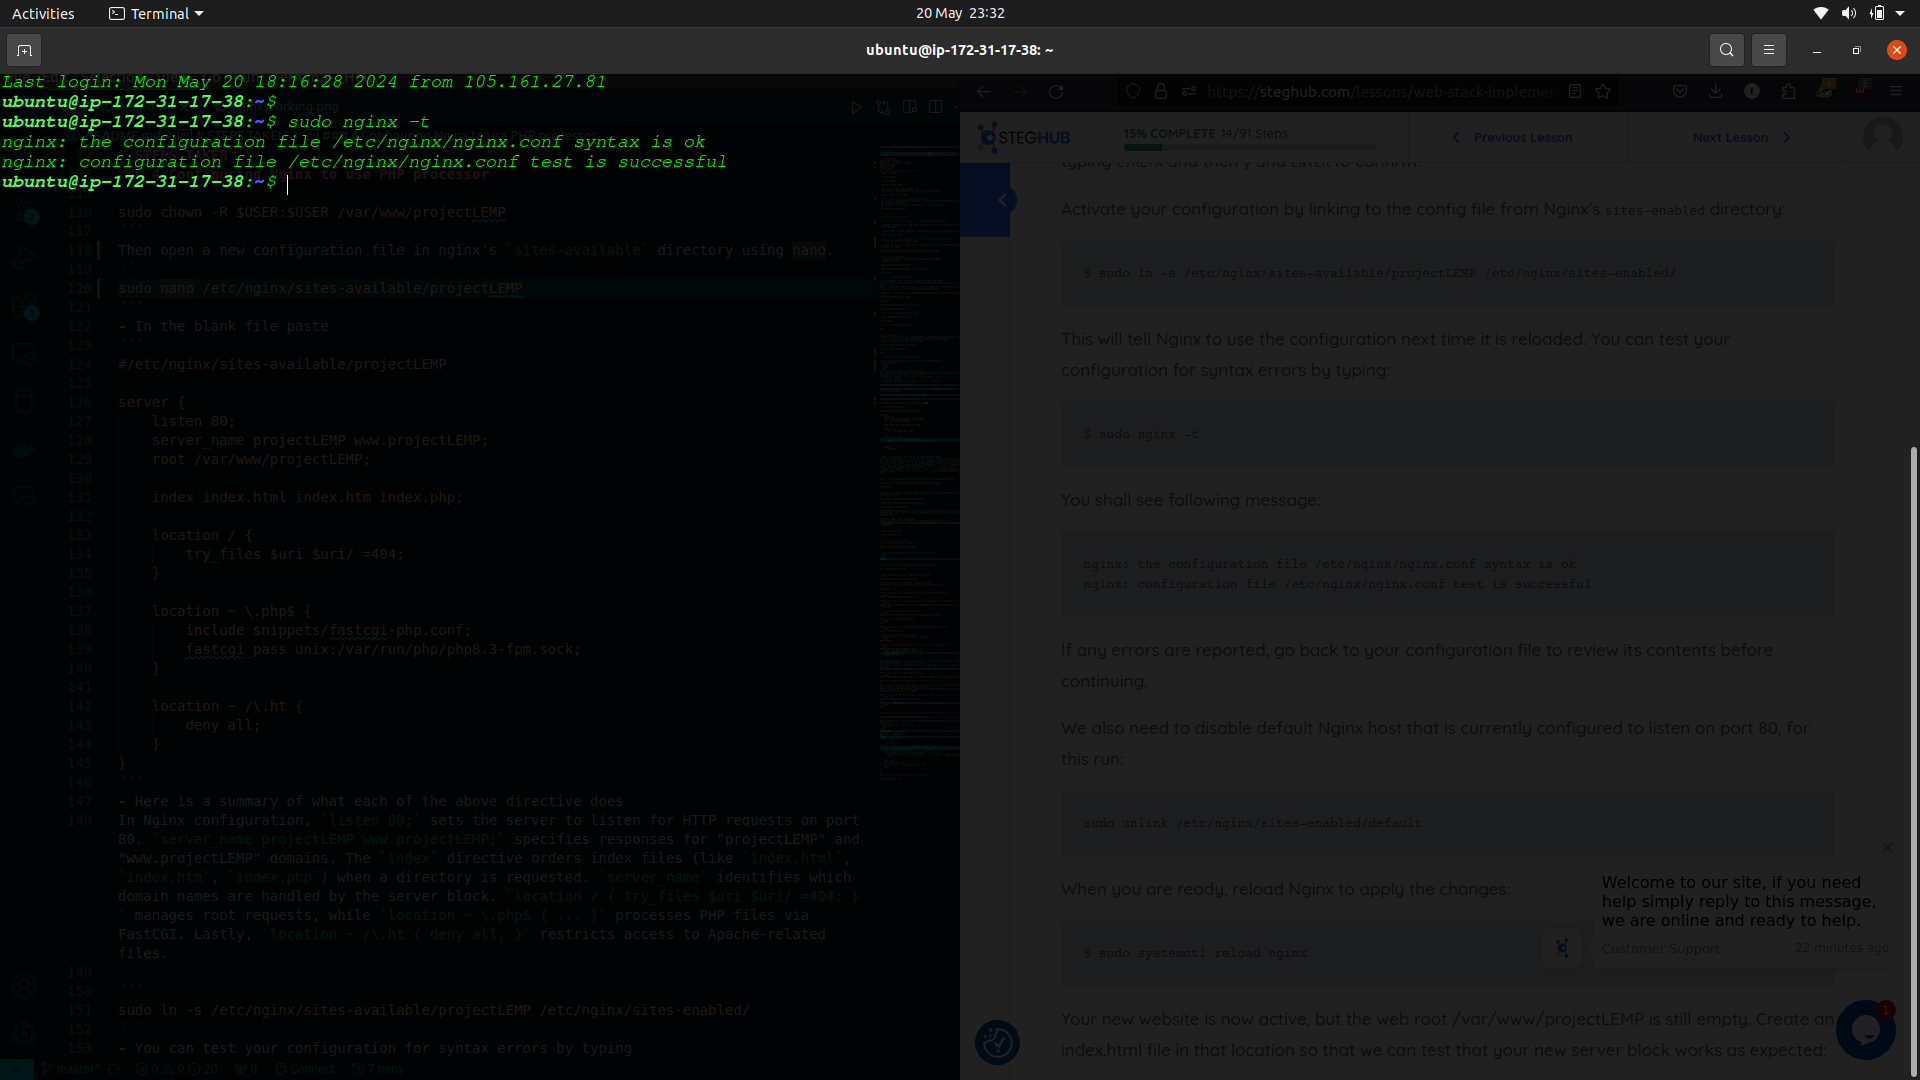 Activities
Terminal
20 May 23:32
ubuntu@ip-172-31-17-38: ~
Last login: Mon May 20 18:16:28 2024 from 105.161.27.81
ubuntu@ip-172-31-17-38:~$
ubuntu@ip-172-31-17-38:~$ sudo nginx -t
nginx: the configuration file /etc/nginx/nginx.conf syntax is ok
nginx: configuration file /etc/nginx/nginx.conf test is successful
ubuntu@ip-172-31-17-38:~$
nginx to use PHP processor
116 sudo chown -R $USER:$USER /var/www/projectLEMP
117 ```
118 Then open a new configuration file in nginx's `sites-available` directory using nano.
119 ```
120 sudo nano /etc/nginx/sites-available/projectLEMP
121 ```
122 - In the blank file paste
123 ```
124 #/etc/nginx/sites-available/projectLEMP
125
126 server {
127 listen 80;
128 server_name projectLEMP www.projectLEMP;
129 root /var/www/projectLEMP;
130
131 index index.html index.htm index.php;
132
133 location / {
134 try_files $uri $uri/ =404;
135 }
136
137 location ~ \.php$ {
138 include snippets/fastcgi-php.conf;
139 fastcgi_pass unix:/var/run/php/php8.3-fpm.sock;
140 }
141
142 location ~ /\.ht {
143 deny all;
144 }
145 }
146 ```
147 - Here is a summary of what each of the above directive does
148 In Nginx configuration, `listen 80;` sets the server to listen for HTTP requests on port
80. `server_name projectLEMP www.projectLEMP;` specifies responses for "projectLEMP" and
"www.projectLEMP" domains. The `index` directive orders index files (like `index.html`,
`index.htm`, `index.php`) when a directory is requested. `server_name` identifies which
domain names are handled by the server block. `location / { try_files $uri $uri/ =404; }
` manages root requests, while `location ~ \.php$ { ... }` processes PHP files via
FastCGI. Lastly, `location ~ /\.ht { deny all; }` restricts access to Apache-related
files.
149
150 ```
151 sudo ln -s /etc/nginx/sites-available/projectLEMP /etc/nginx/sites-enabled/
152 ```
153 - You can test your configuration for syntax errors by typing
master* 0 0 20 0 Connect 7 mins
https://steghub.com/lessons/web-stack-implemen
STEGHUB
15% COMPLETE 14/91 Steps
Previous Lesson
Next Lesson
Activate your configuration by linking to the config file from Nginx's sites-enabled directory:
$ sudo ln -s /etc/nginx/sites-available/projectLEMP /etc/nginx/sites-enabled/
This will tell Nginx to use the configuration next time it is reloaded. You can test your
configuration for syntax errors by typing:
$ sudo nginx -t
You shall see following message:
nginx: the configuration file /etc/nginx/nginx.conf syntax is ok
nginx: configuration file /etc/nginx/nginx.conf test is successful
If any errors are reported, go back to your configuration file to review its contents before
continuing.
We also need to disable default Nginx host that is currently configured to listen on port 80, for
this run:
sudo unlink /etc/nginx/sites-enabled/default
When you are ready, reload Nginx to apply the changes:
$ sudo systemctl reload nginx
Your new website is now active, but the web root /var/www/projectLEMP is still empty. Create an
index.html file in that location so that we can test that your new server block works as expected:
Welcome to our site, if you need
help simply reply to this message,
we are online and ready to help.
Customer Support
22 minutes ago
1